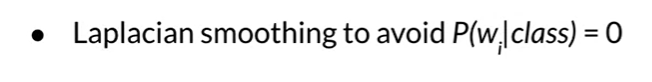 ● Laplacian smoothing to avoid P(wᵢ|class) = 0